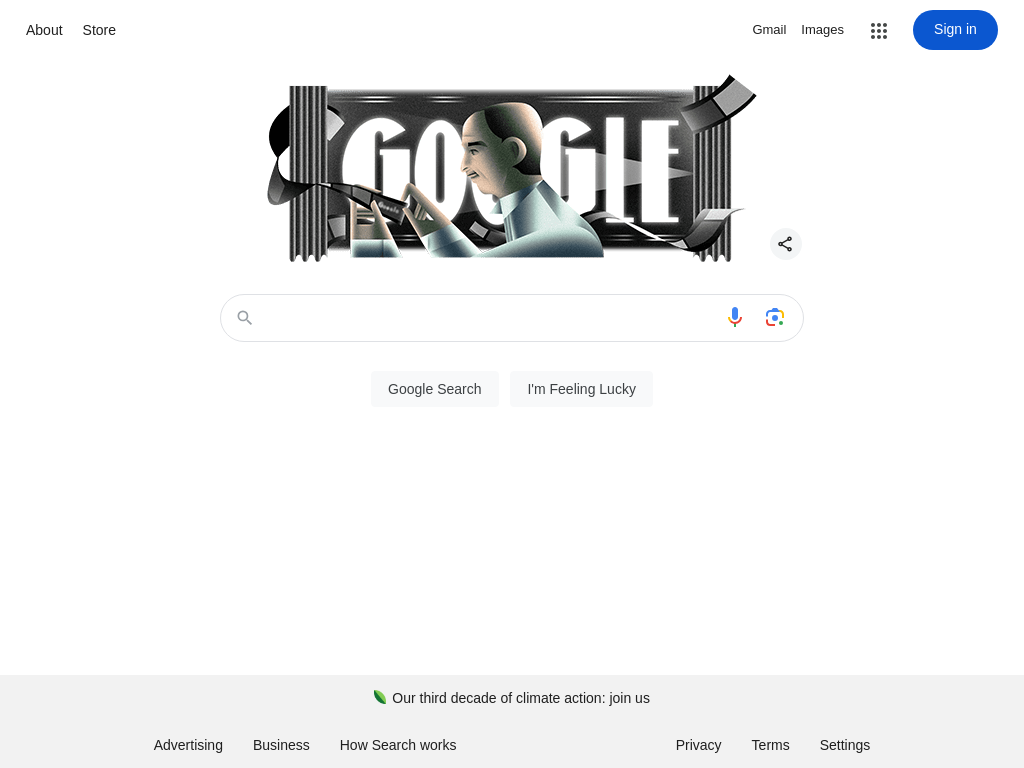 About Store Gmail Images Sign in
GOOGLE
Google Search I'm Feeling Lucky
Our third decade of climate action: join us
Advertising Business How Search works Privacy Terms Settings